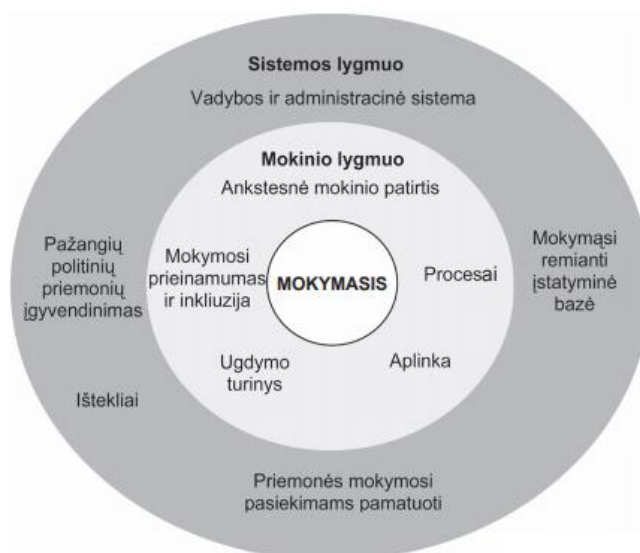 Sistemos lygmuo
Vadybos ir administracinė sistema
Mokinio lygmuo
Ankstesnė mokinio patirtis
Pažangių
politinių
priemonių
įgyvendinimas
Mokymosi
prieinamumas
ir inkliuzija
MOKYMASIS
Procesai
Mokymąsi
remianti
įstatyminė
bazė
Ugdymo
turinys
Aplinka
Ištekliai
Priemonės mokymosi
pasiekimams pamatuoti